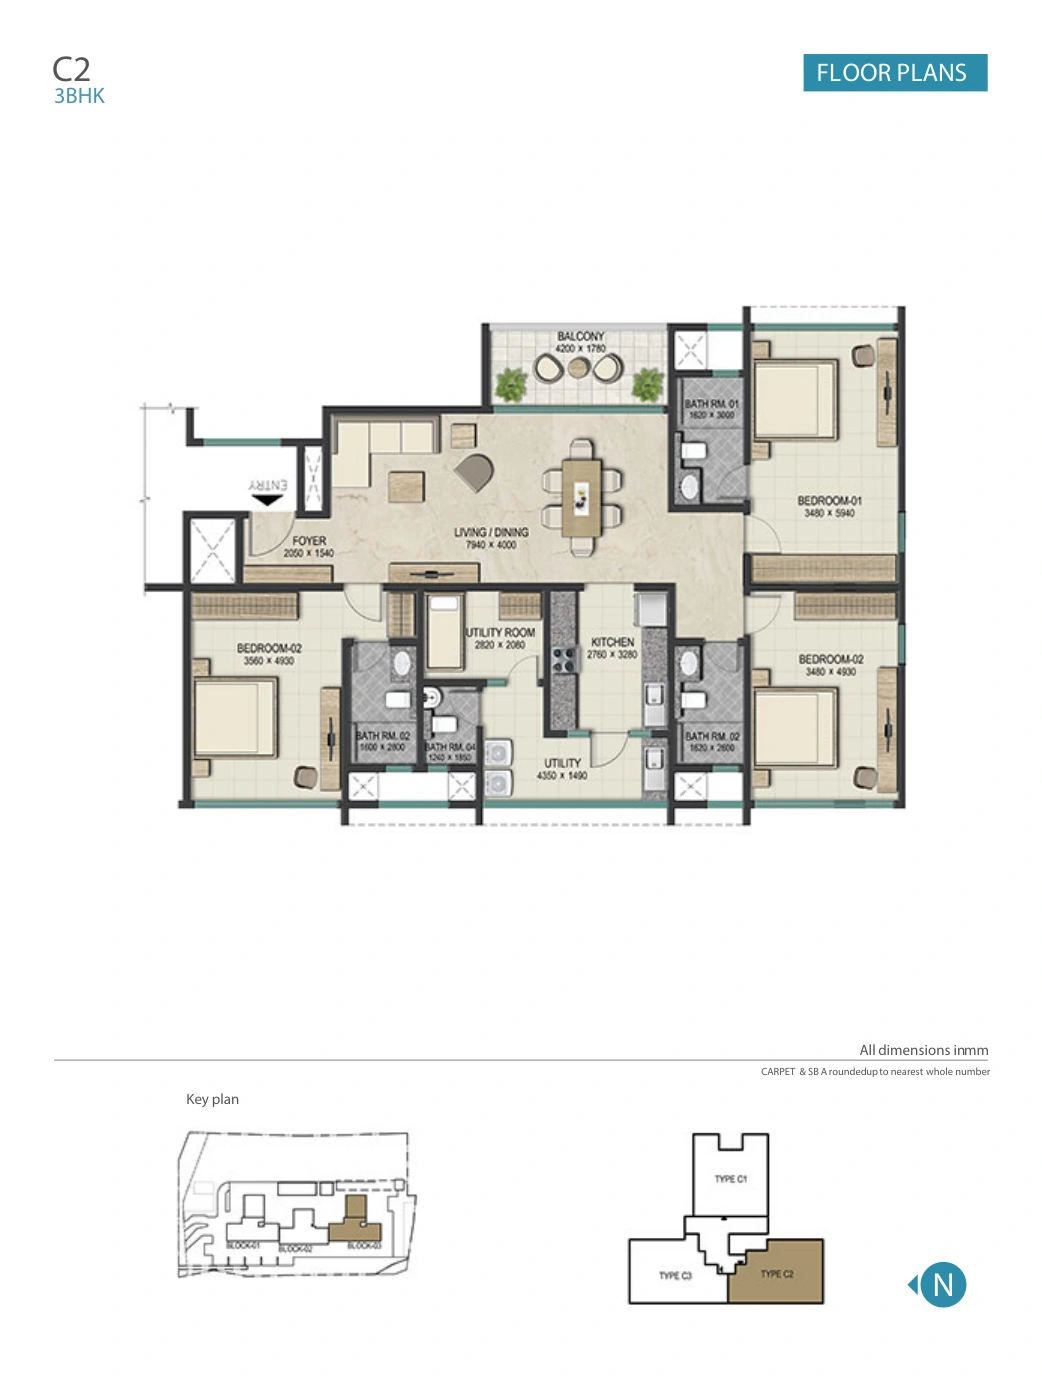 C2
3BHK
FLOOR PLANS
BALCONY
4200 x 1780
BATH RM. 01
1620 x 3000
BEDROOM-01
3480 x 5940
ENTRY
FOYER
2050 x 1540
LIVING / DINING
7940 x 4000
BEDROOM-02
3560 x 4930
UTILITY ROOM
2820 x 2080
KITCHEN
2760 x 3280
BEDROOM-02
3480 x 4930
BATH RM. 02
1600 x 2800
BATH RM. 04
1240 x 1850
UTILITY
4350 x 1490
BATH RM. 02
1620 x 2800
All dimensions inmm
CARPET & SB A roundedup to nearest whole number
Key plan
BLOCK-01
BLOCK-02
BLOCK-03
TYPE C1
TYPE C3
TYPE C2
N